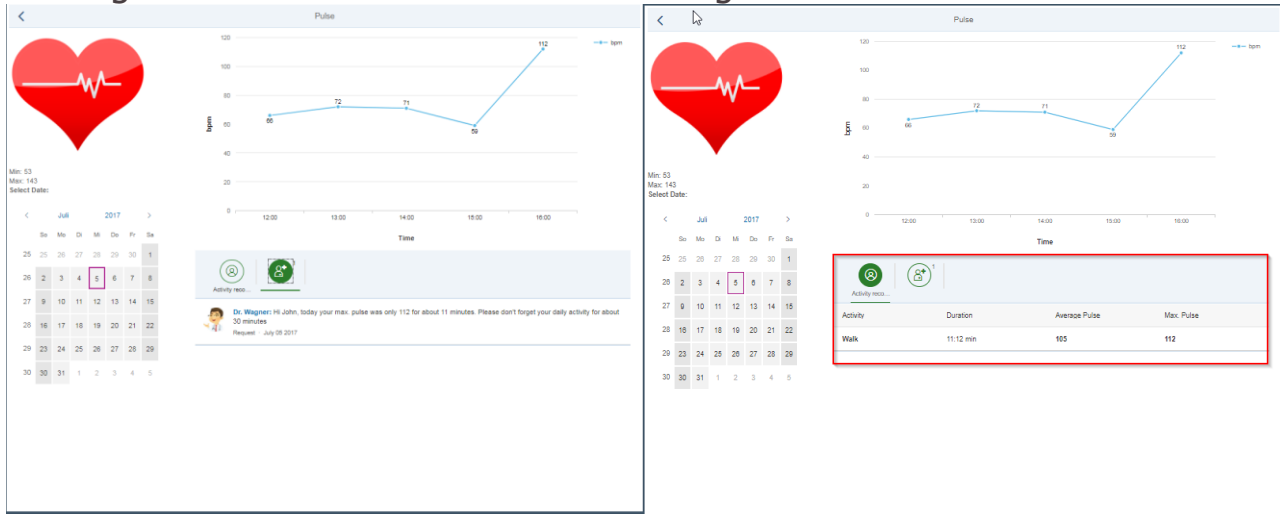 Pulse
120
100
80
60
40
20
0
bpm
66
72
71
59
112
bpm
12:00 13:00 14:00 15:00 16:00
Time
Min: 53
Max: 143
Select Date:
Juli 2017
So Mo Di Mi Do Fr Sa
25 25 26 27 28 29 30 1
26 2 3 4 5 6 7 8
27 9 10 11 12 13 14 15
28 16 17 18 19 20 21 22
29 23 24 25 26 27 28 29
30 30 31 1 2 3 4 5
Activity reco...
Dr. Wagner: Hi John, today your max. pulse was only 112 for about 11 minutes. Please don't forget your daily activity for about
30 minutes
Request · July 08 2017
Pulse
120
100
80
60
40
20
0
bpm
66
72
71
59
112
bpm
12:00 13:00 14:00 15:00 16:00
Time
Min: 53
Max: 143
Select Date:
Juli 2017
So Mo Di Mi Do Fr Sa
25 25 26 27 28 29 30 1
26 2 3 4 5 6 7 8
27 9 10 11 12 13 14 15
28 16 17 18 19 20 21 22
29 23 24 25 26 27 28 29
30 30 31 1 2 3 4 5
1
Activity reco...
Activity Duration Average Pulse Max. Pulse
Walk 11:12 min 105 112